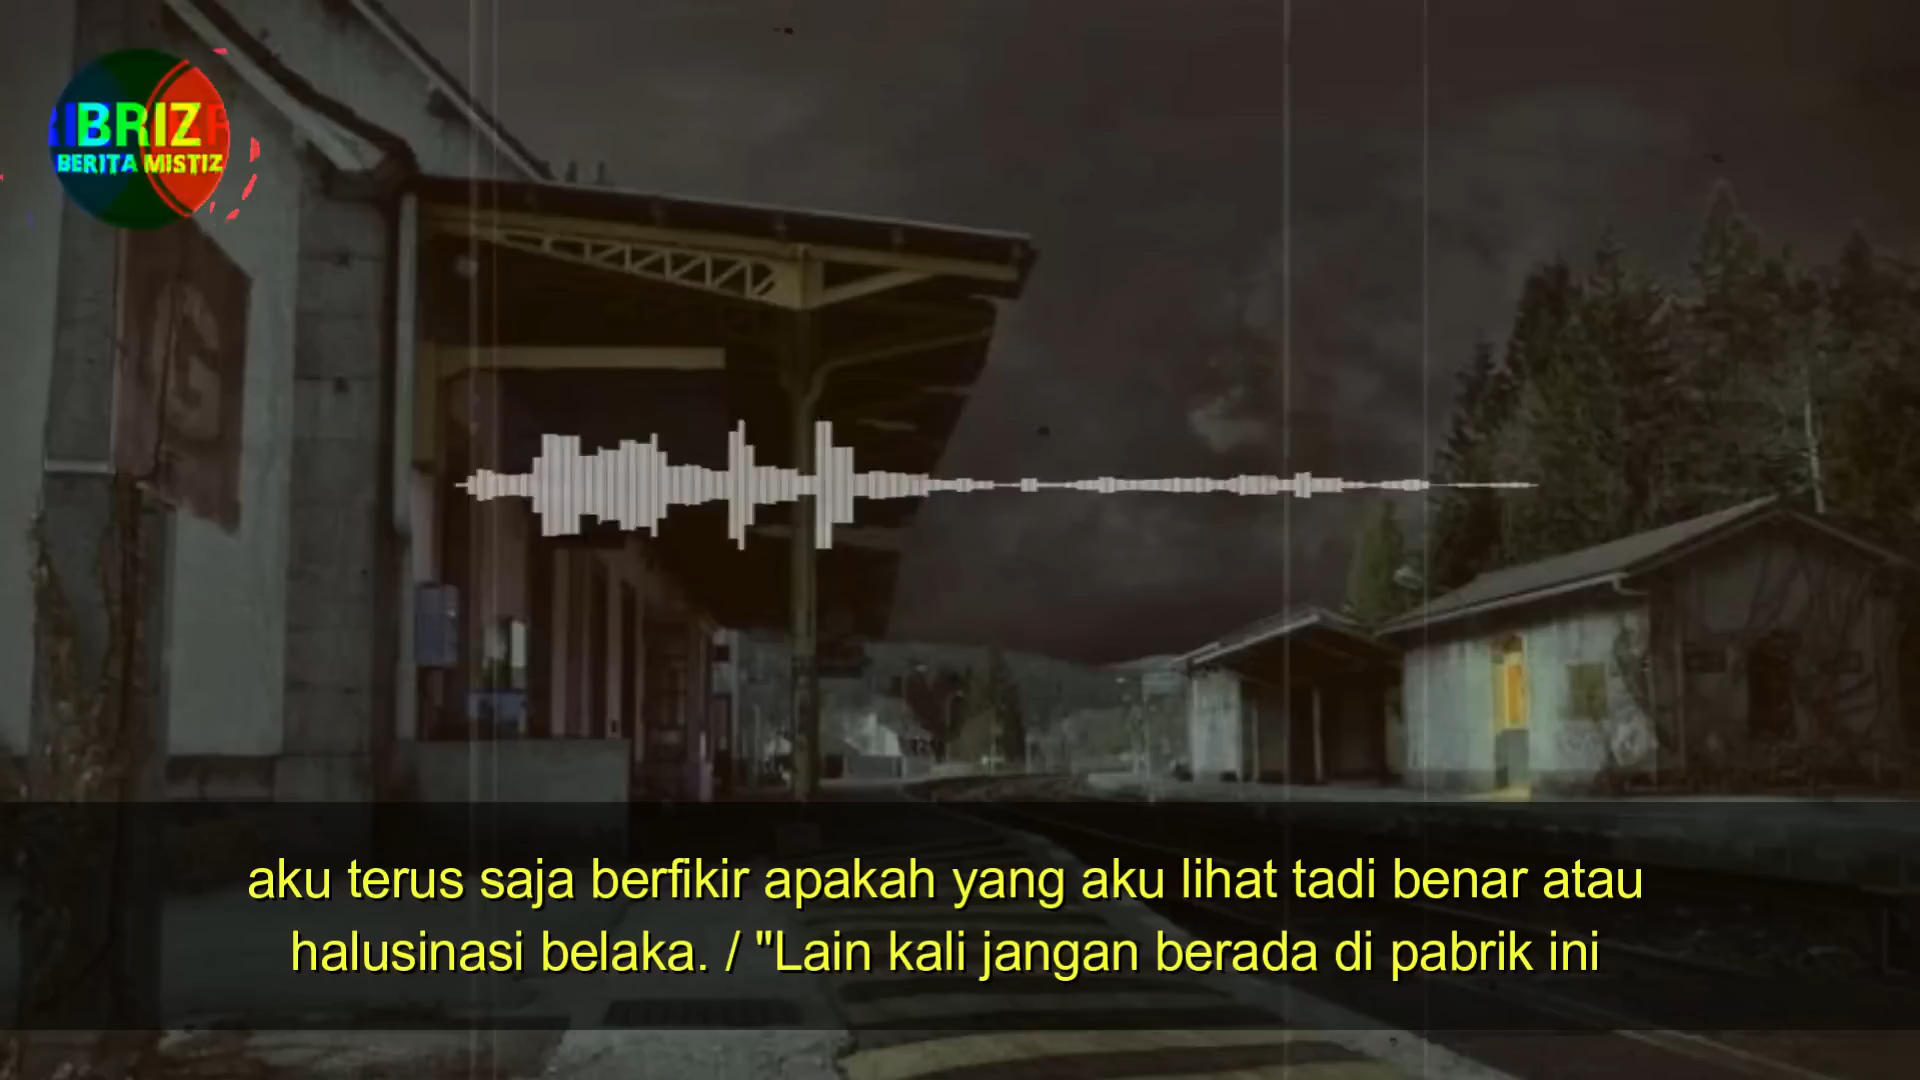 IBRIZ
BERITA MISTIZ
G
aku terus saja berfikir apakah yang aku lihat tadi benar atau
halusinasi belaka. / "Lain kali jangan berada di pabrik ini